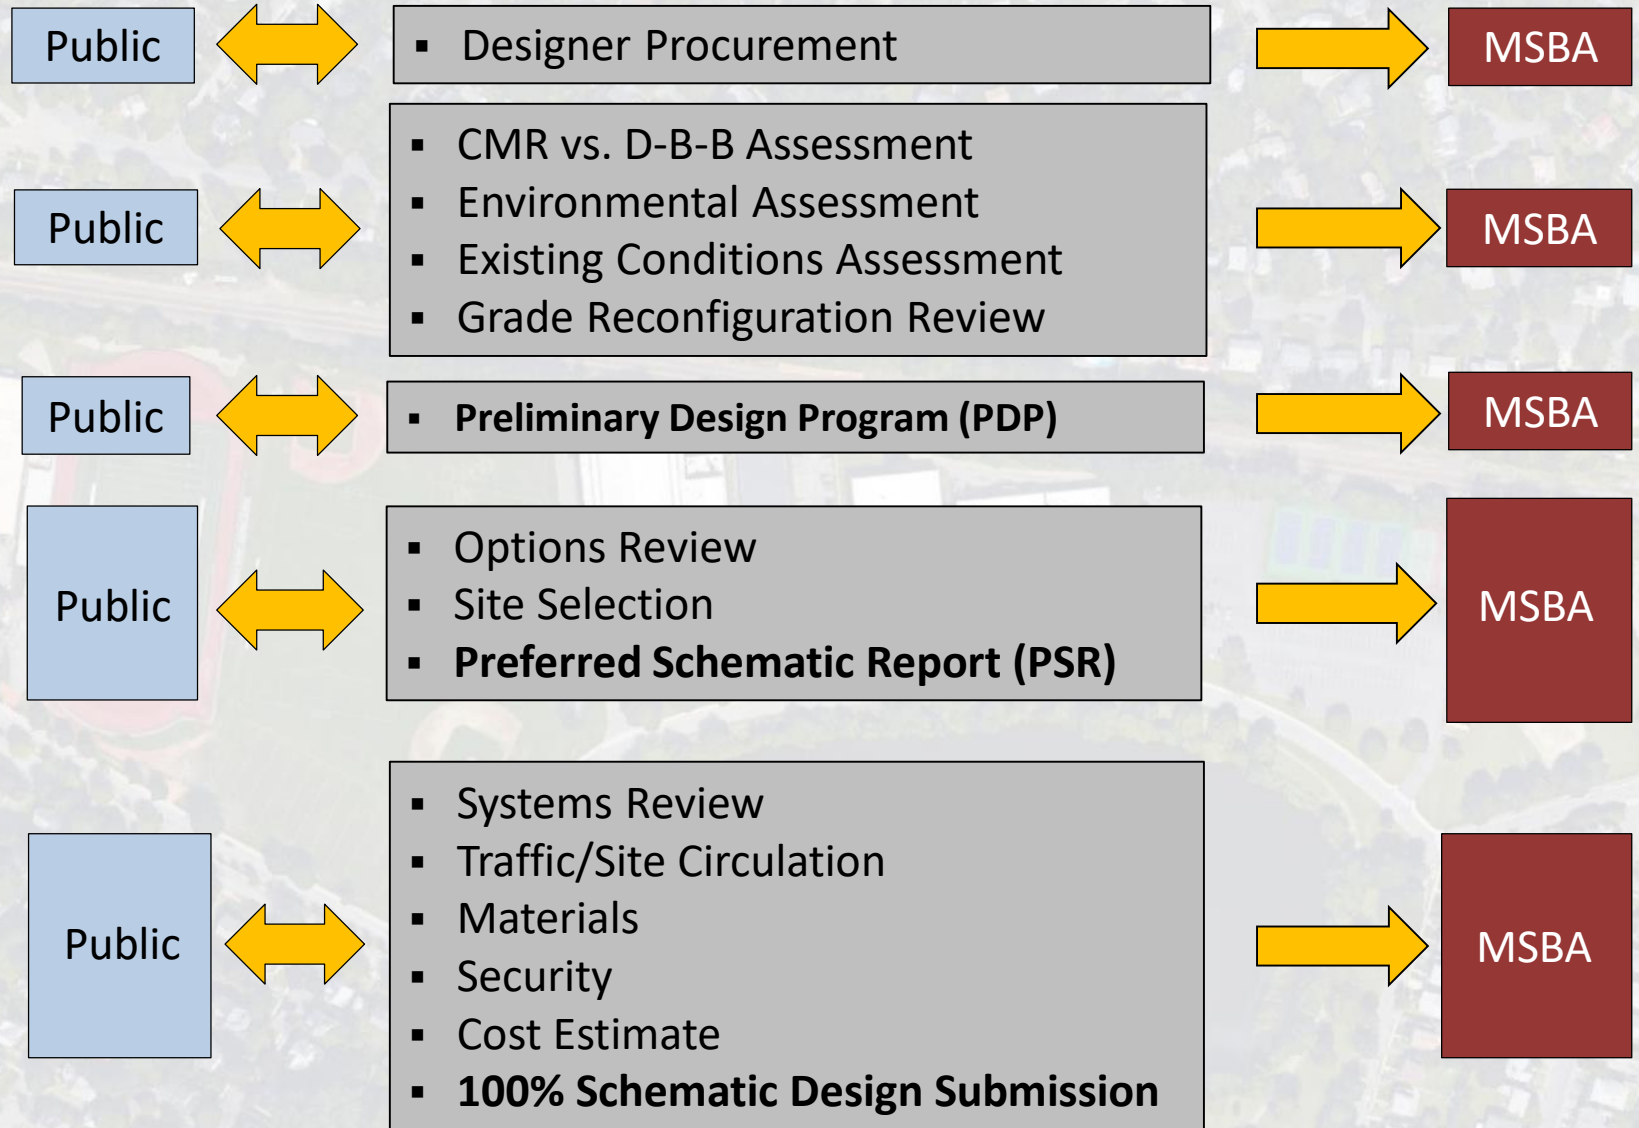 Public
▪ Designer Procurement
MSBA
▪ CMR vs. D-B-B Assessment
▪ Environmental Assessment
Public
MSBA
▪ Existing Conditions Assessment
▪ Grade Reconfiguration Review
Public
▪ Preliminary Design Program (PDP)
MSBA
▪ Options Review
Public
▪ Site Selection
MSBA
▪ Preferred Schematic Report (PSR)
▪ Systems Review
▪ Traffic/Site Circulation
▪ Materials
Public
MSBA
▪ Security
▪ Cost Estimate
▪ 100% Schematic Design Submission